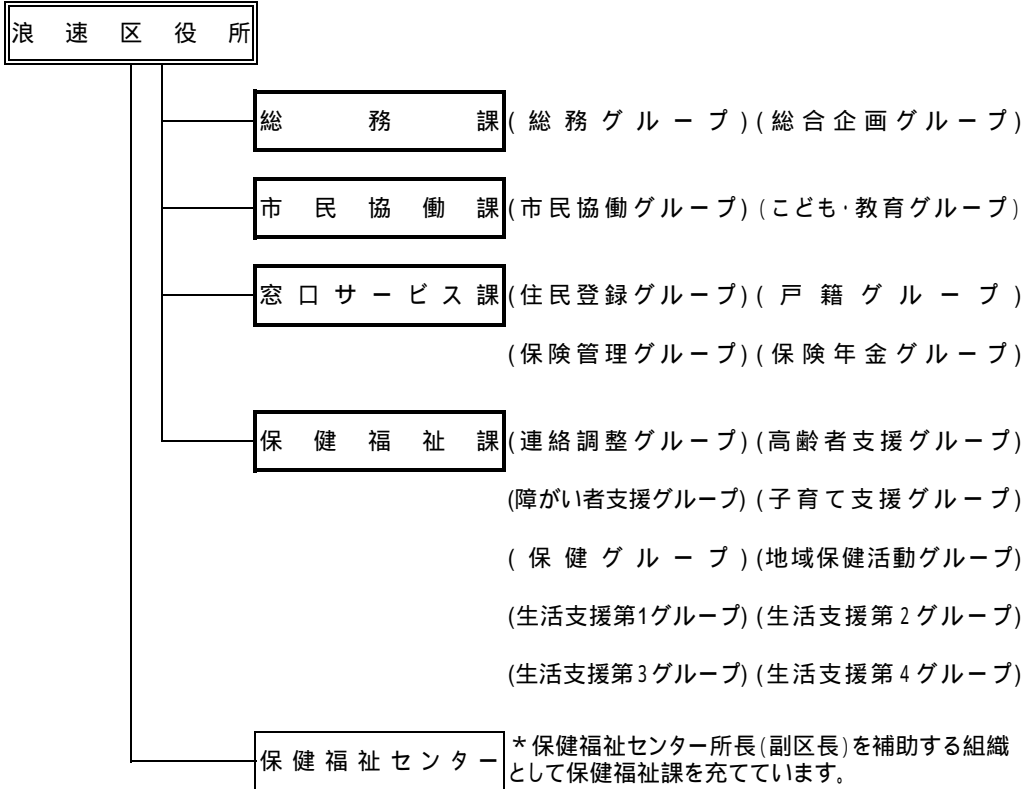 浪速区役所
総務課(総務グループ)(総合企画グループ)
市民協働課(市民協働グループ)(こども・教育グループ)
窓口サービス課(住民登録グループ)(戸籍グループ)
(保険管理グループ)(保険年金グループ)
保健福祉課(連絡調整グループ)(高齢者支援グループ)
(障がい者支援グループ)(子育て支援グループ)
(保健グループ)(地域保健活動グループ)
(生活支援第1グループ)(生活支援第2グループ)
(生活支援第3グループ)(生活支援第4グループ)
保健福祉センター
*保健福祉センター所長(副区長)を補助する組織
として保健福祉課を充てています。